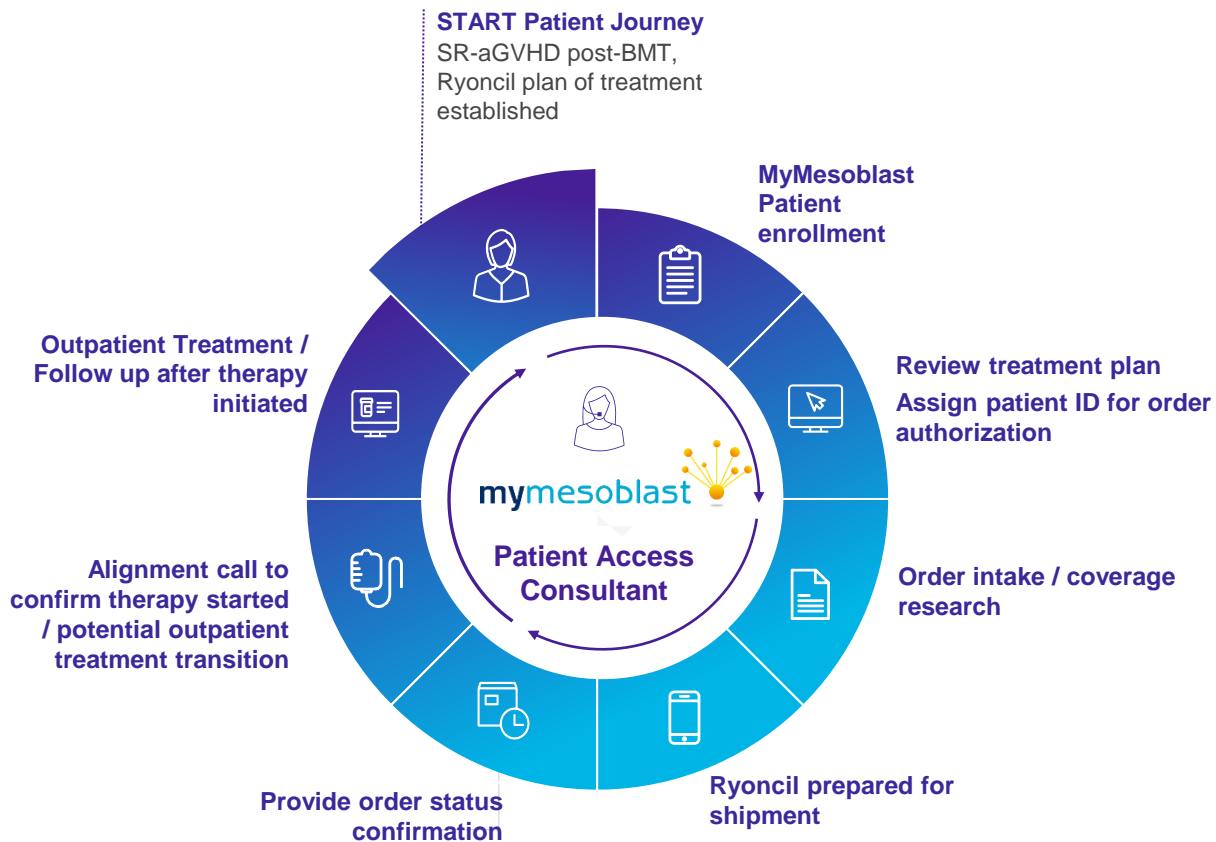 START Patient Journey
SR-aGVHD post-BMT,
Ryoncil plan of treatment
established
MyMesoblast
Patient
enrollment
Review treatment plan
Assign patient ID for order
authorization
Order intake / coverage
research
Ryoncil prepared for
shipment
Provide order status
confirmation
Alignment call to
confirm therapy started
/ potential outpatient
treatment transition
Outpatient Treatment /
Follow up after therapy
initiated
mymesoblast
Patient Access
Consultant